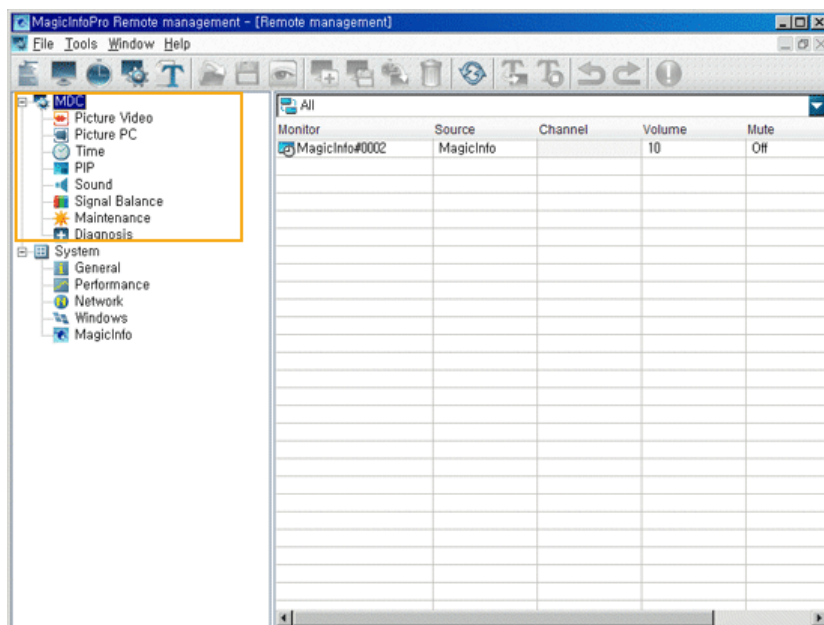 MagicInfoPro Remote management - [Remote management]
File Tools Window Help
MDC
Picture Video
Picture PC
Time
PIP
Sound
Signal Balance
Maintenance
Diagnosis
System
General
Performance
Network
Windows
MagicInfo
All
Monitor Source Channel Volume Mute
MagicInfo#0002 MagicInfo 10 Off